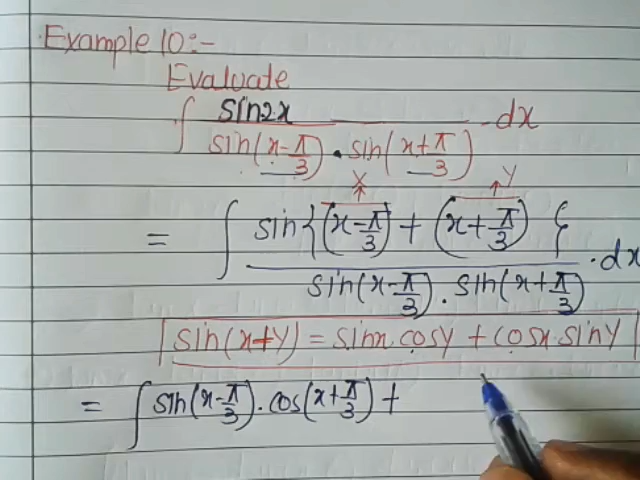 Example 10:-
Evaluate
∫ sin2x / sin(x-π/3) • sin(x+π/3) dx
X Y
= ∫ sin{(x-π/3) + (x+π/3)} / sin(x-π/3) . sin(x+π/3) . dx
sin(x+Y) = sinx.cosy + cosx.sinY
= ∫ sin(x-π/3) . cos(x+π/3) +